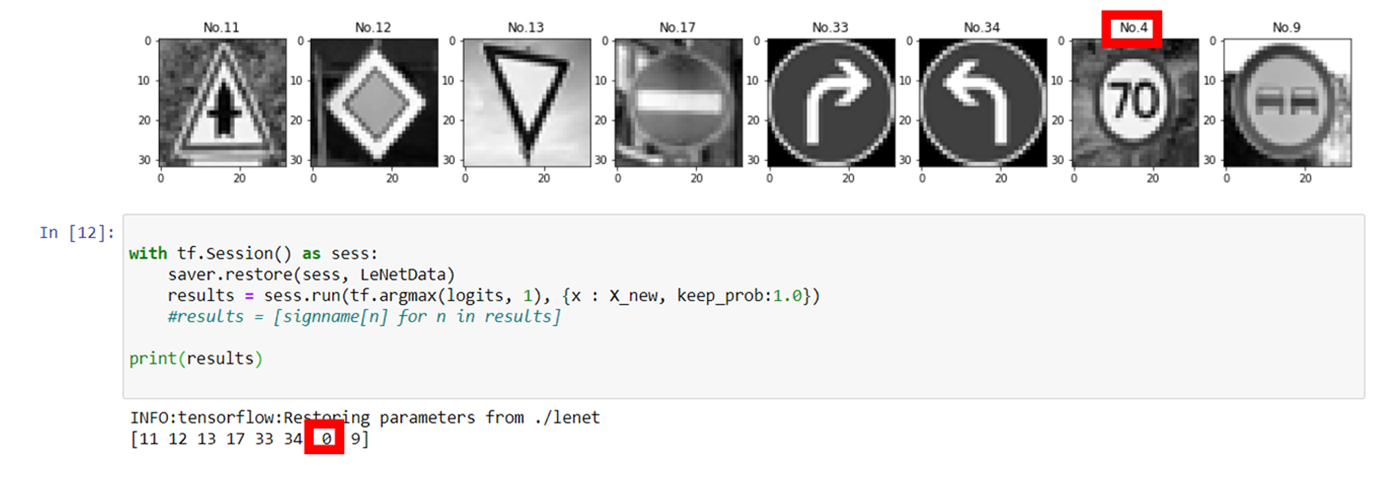 No.11 No.12 No.13 No.17 No.33 No.34 No.4 No.9
0 0 0 0 0 0 0 0
10 10 10 10 10 10 10 10
70
20 20 20 20 20 20 20 20
30 30 30 30 30 30 30 30
0 20 0 20 0 20 0 20 0 20 0 20 0 20 0 20
In [12]:
with tf.Session() as sess:
saver.restore(sess, LeNetData)
results = sess.run(tf.argmax(logits, 1), {x : X_new, keep_prob:1.0})
#results = [signname[n] for n in results]
print(results)
INFO:tensorflow:Restoring parameters from ./lenet
[11 12 13 17 33 34 0 9]